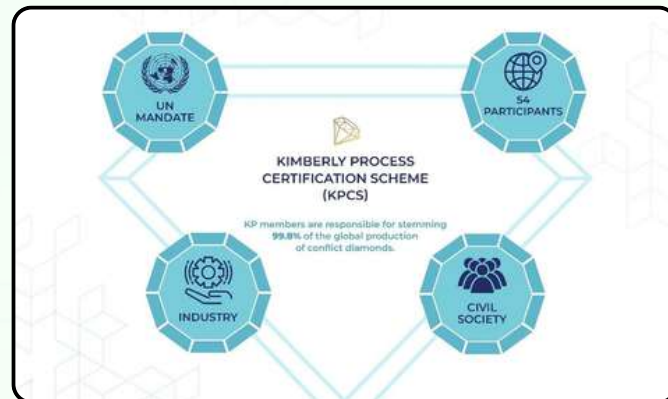 UN
MANDATE
54
PARTICIPANTS
KIMBERLY PROCESS
CERTIFICATION SCHEME
(KPCS)
KP members are responsible for stemming
99.8% of the global production
of conflict diamonds.
INDUSTRY
CIVIL
SOCIETY